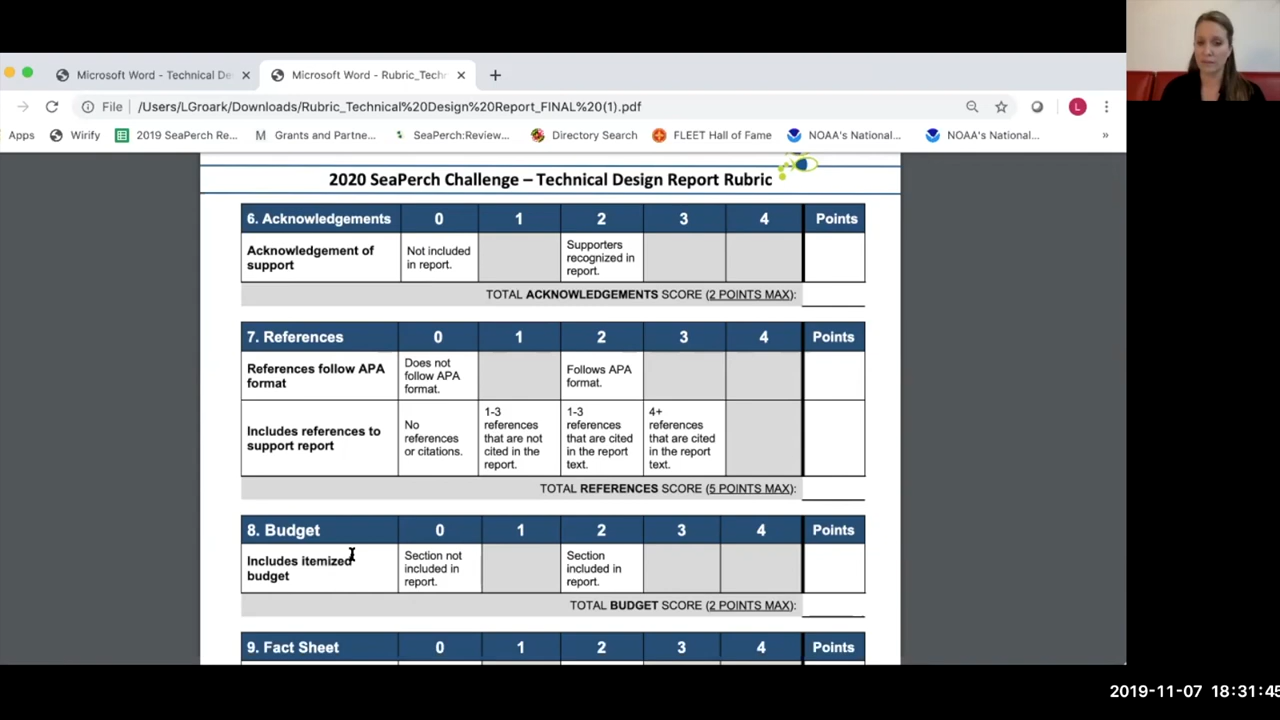 Microsoft Word - Technical De
Microsoft Word - Rubric_Techn
File /Users/LGroark/Downloads/Rubric_Technical%20Design%20Report_FINAL%20(1).pdf
L
Apps Wirify 2019 SeaPerch Re... Grants and Partne... SeaPerch:Review... Directory Search FLEET Hall of Fame NOAA's National... NOAA's National... »
2020 SeaPerch Challenge – Technical Design Report Rubric
6. Acknowledgements 0 1 2 3 4 Points
Acknowledgement of
support
Not included
in report.
Supporters
recognized in
report.
TOTAL ACKNOWLEDGEMENTS SCORE (2 POINTS MAX):
7. References 0 1 2 3 4 Points
References follow APA
format
Does not
follow APA
format.
Follows APA
format.
Includes references to
support report
No
references
or citations.
1-3
references
that are not
cited in the
report.
1-3
references
that are cited
in the report
text.
4+
references
that are cited
in the report
text.
TOTAL REFERENCES SCORE (5 POINTS MAX):
8. Budget 0 1 2 3 4 Points
Includes itemized
budget
Section not
included in
report.
Section
included in
report.
TOTAL BUDGET SCORE (2 POINTS MAX):
9. Fact Sheet 0 1 2 3 4 Points
2019-11-07 18:31:45